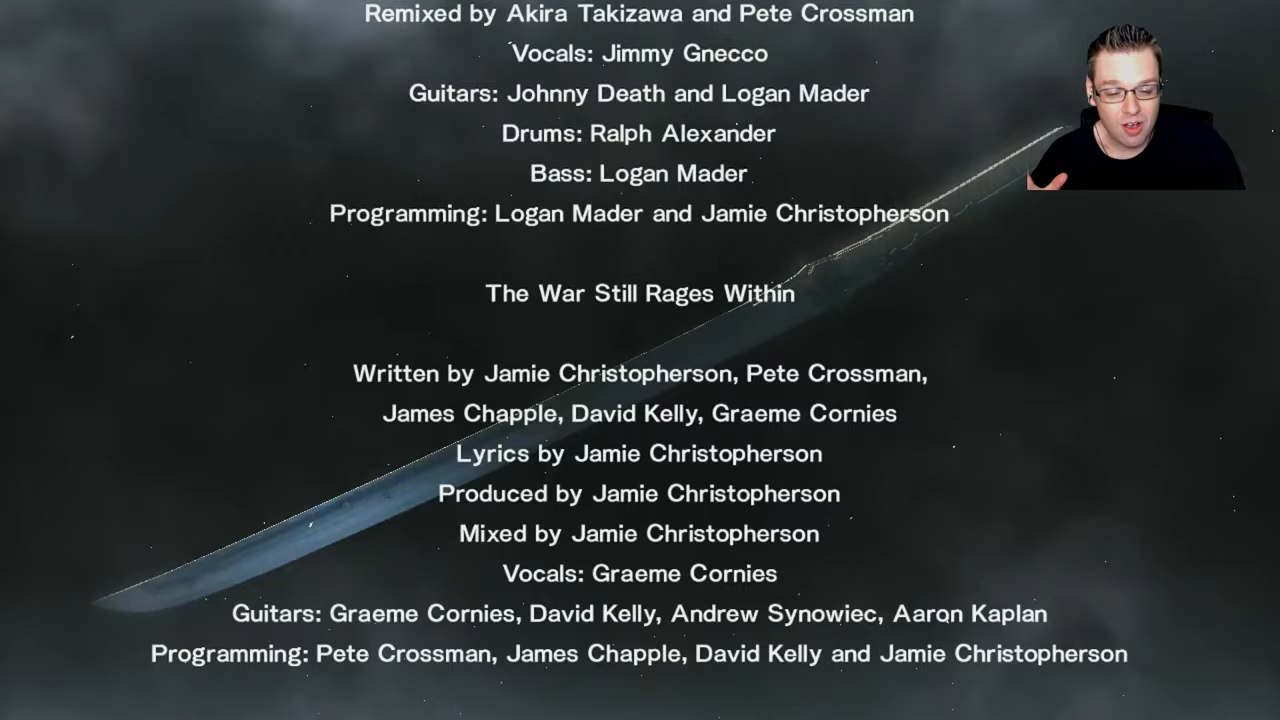 Remixed by Akira Takizawa and Pete Crossman
Vocals: Jimmy Gnecco
Guitars: Johnny Death and Logan Mader
Drums: Ralph Alexander
Bass: Logan Mader
Programming: Logan Mader and Jamie Christopherson
The War Still Rages Within
Written by Jamie Christopherson, Pete Crossman,
James Chapple, David Kelly, Graeme Cornies
Lyrics by Jamie Christopherson
Produced by Jamie Christopherson
Mixed by Jamie Christopherson
Vocals: Graeme Cornies
Guitars: Graeme Cornies, David Kelly, Andrew Synowiec, Aaron Kaplan
Programming: Pete Crossman, James Chapple, David Kelly and Jamie Christopherson